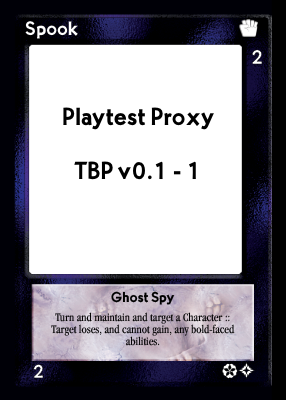 Spook
2
Playtest Proxy
TBP v0.1 - 1
Ghost Spy
Turn and maintain and target a Character ::
Target loses, and cannot gain, any bold-faced
abilities.
2